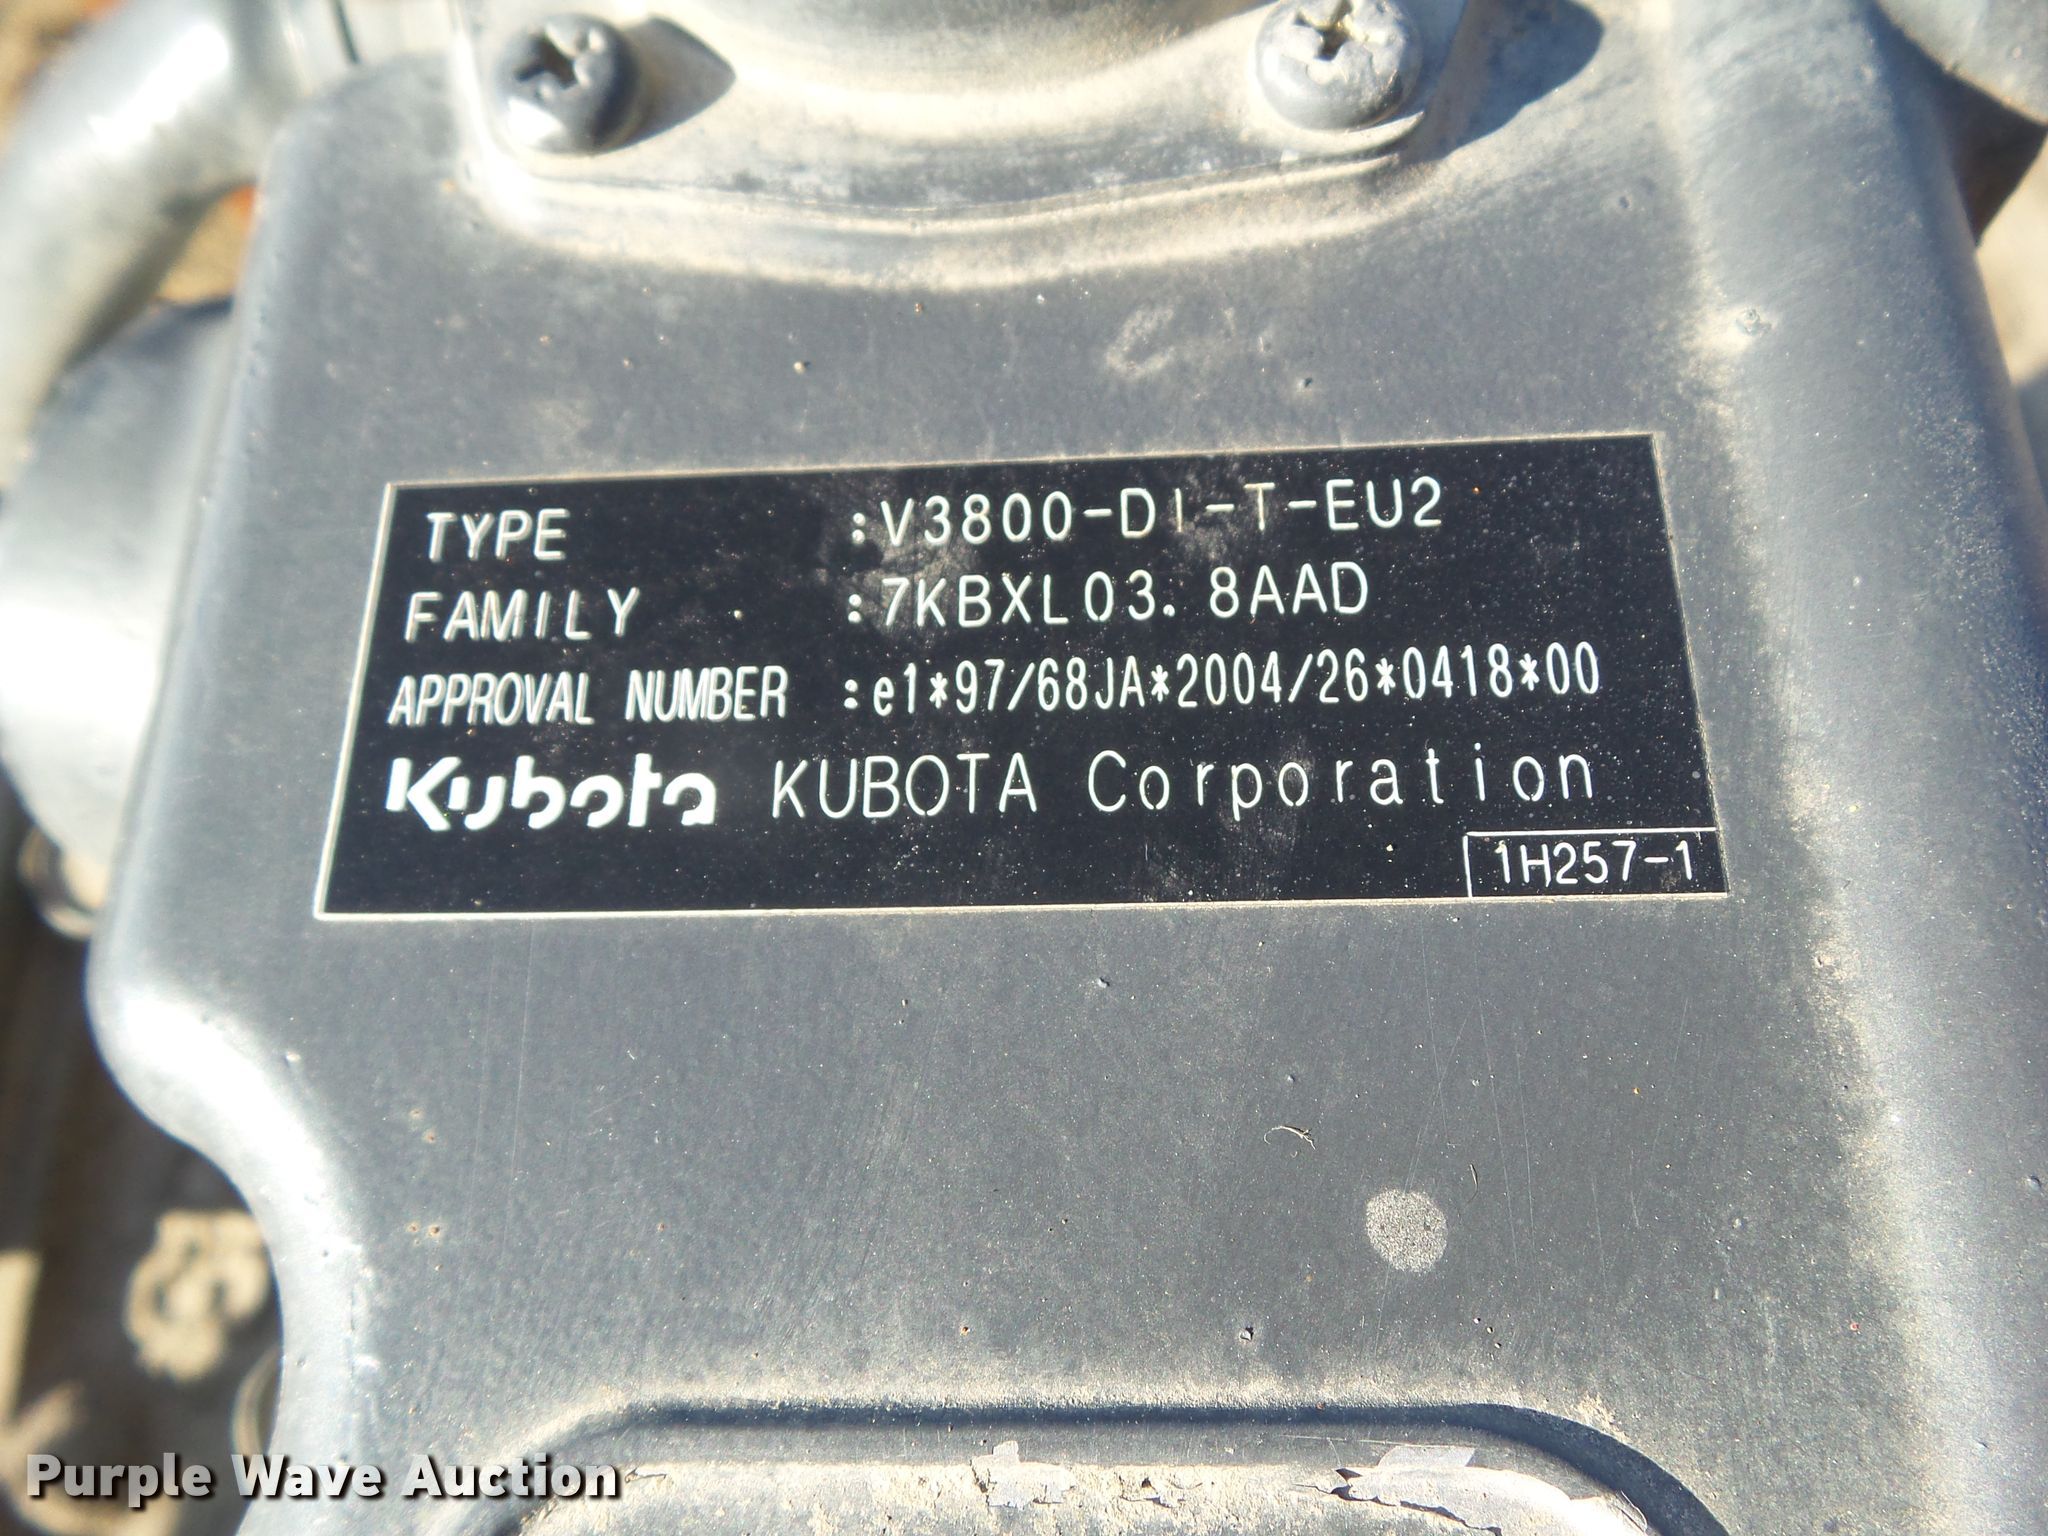 TYPE :V3800-DI-T-EU2
FAMILY :7KBXL03.8AAD
APPROVAL NUMBER :e1*97/68JA*2004/26*0418*00
Kubota KUBOTA Corporation
1H257-1
Purple Wave Auction